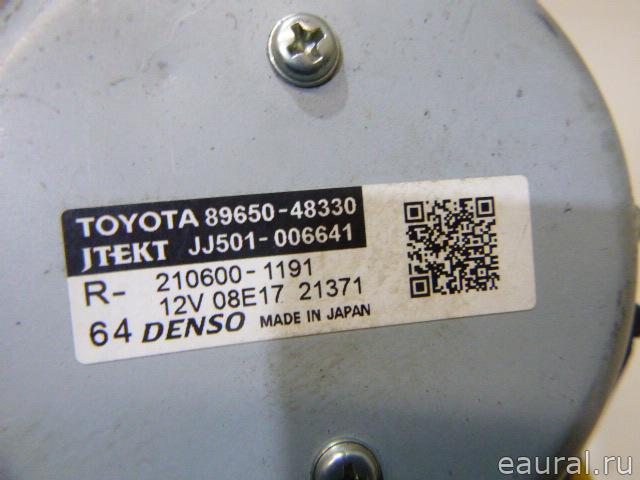 TOYOTA 89650-48330
JTEKT JJ501-006641
R- 210600-1191
12V 08E17 21371
64 DENSO MADE IN JAPAN
eaural.ru